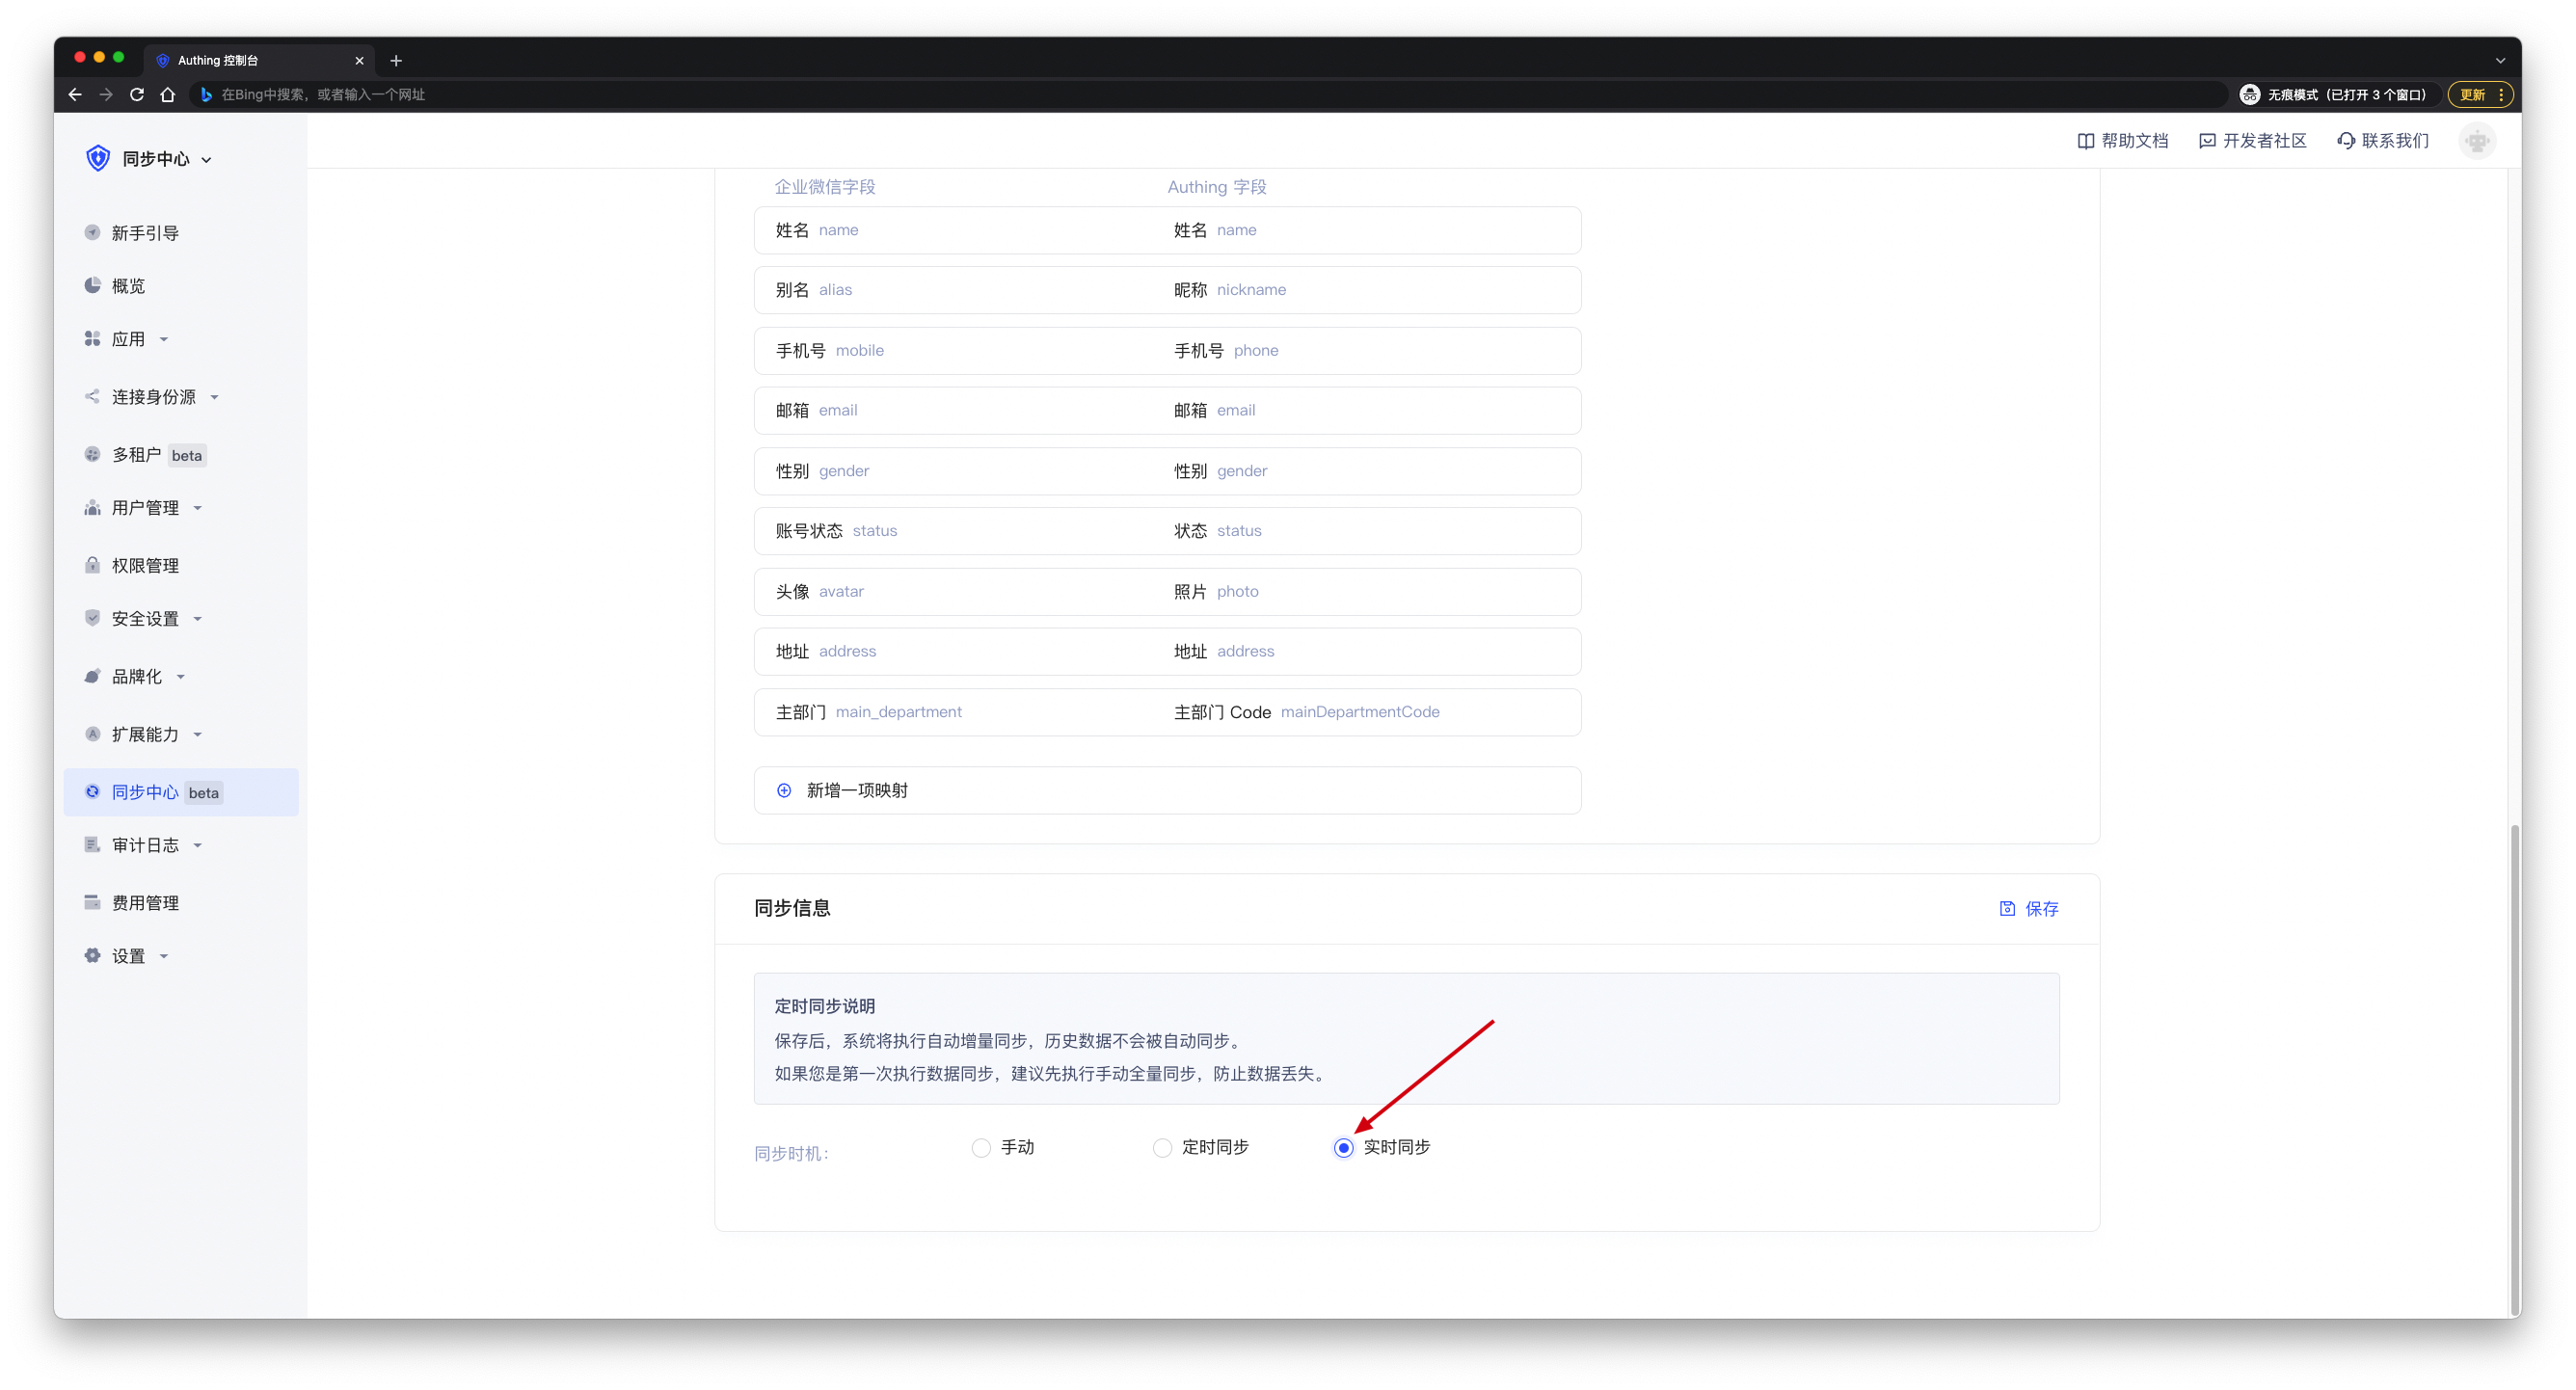 Authing 控制台
在Bing中搜索，或者输入一个网址
无痕模式（已打开 3 个窗口）
更新
同步中心
帮助文档
开发者社区
联系我们
新手引导
概览
应用
连接身份源
多租户 beta
用户管理
权限管理
安全设置
品牌化
扩展能力
同步中心 beta
审计日志
费用管理
设置
企业微信字段 Authing 字段
姓名 name 姓名 name
别名 alias 昵称 nickname
手机号 mobile 手机号 phone
邮箱 email 邮箱 email
性别 gender 性别 gender
账号状态 status 状态 status
头像 avatar 照片 photo
地址 address 地址 address
主部门 main_department 主部门 Code mainDepartmentCode
新增一项映射
同步信息
保存
定时同步说明
保存后，系统将执行自动增量同步，历史数据不会被自动同步。
如果您是第一次执行数据同步，建议先执行手动全量同步，防止数据丢失。
同步时机： 手动 定时同步 实时同步